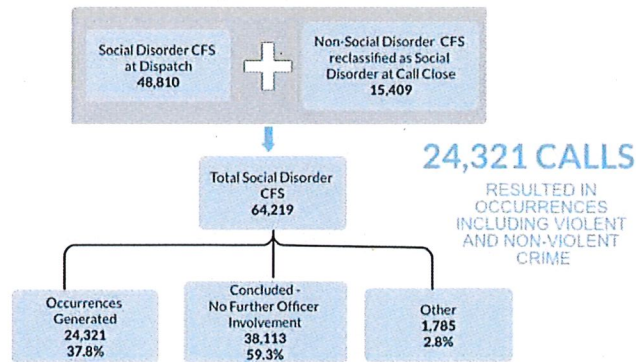 Social Disorder CFS
at Dispatch
48,810
Non-Social Disorder CFS
reclassified as Social
Disorder at Call Close
15,409
Total Social Disorder
CFS
64,219
24,321 CALLS
RESULTED IN
OCCURRENCES
INCLUDING VIOLENT
AND NON-VIOLENT
CRIME
Occurrences
Generated
24,321
37.8%
Concluded -
No Further Officer
Involvement
38,113
59.3%
Other
1,785
2.8%